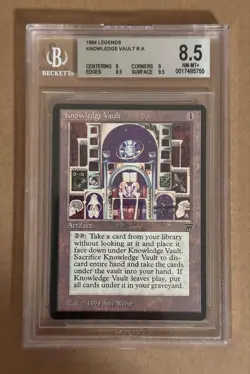 1994 LEGENDS
KNOWLEDGE VAULT R A
B
BECKETT
CENTERING 9 CORNERS 9
EDGES 8.5 SURFACE 9.5
8.5
NM-MT+
Knowledge Vault 4
Artifact
2: Take a card from your library
without looking at it and place it
face down under Knowledge Vault.
Sacrifice Knowledge Vault to dis-
card entire hand and take the cards
under the vault into your hand. If
Knowledge Vault leaves play, put
all cards under it in your graveyard.
Illus. © 1994 Amy Weber